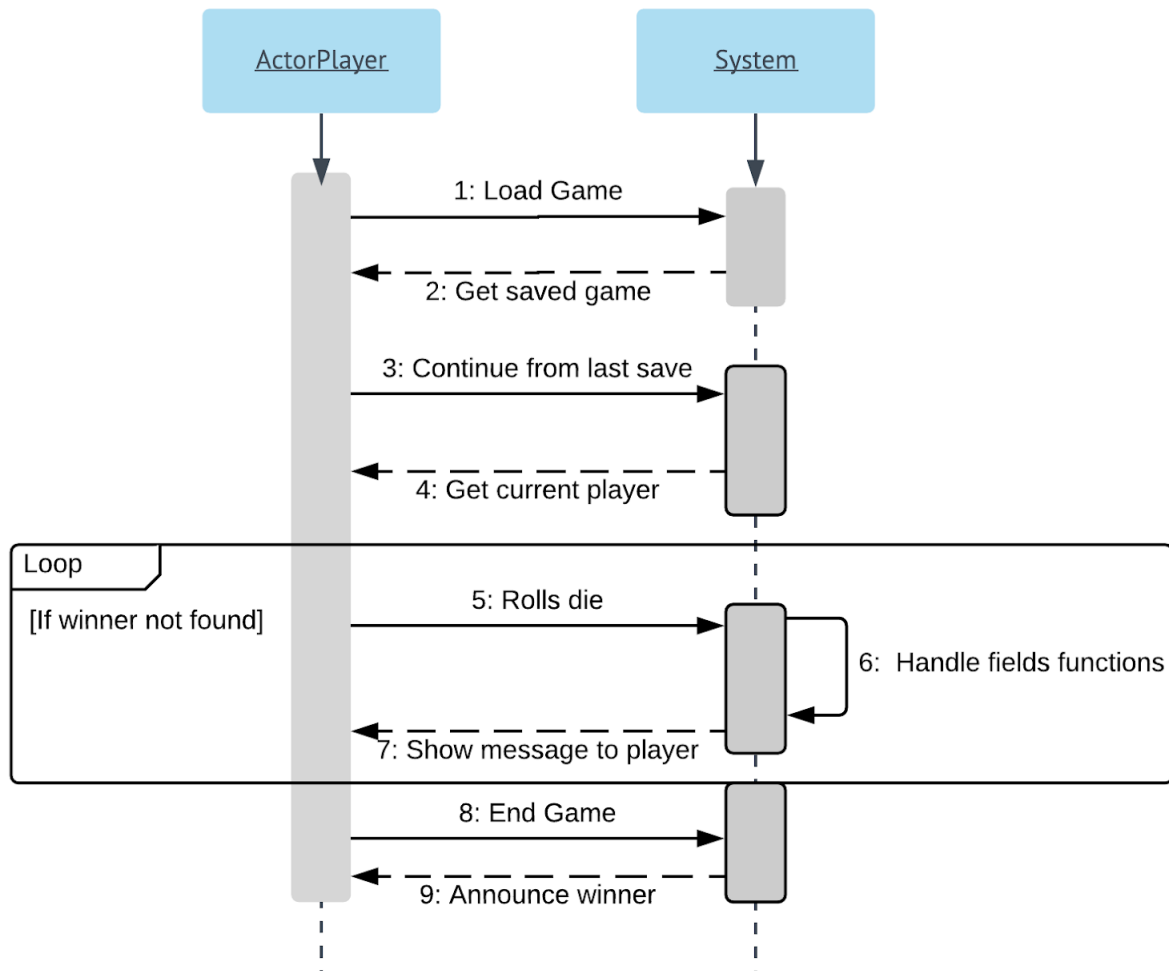 ActorPlayer
System
1: Load Game
2: Get saved game
3: Continue from last save
4: Get current player
Loop
[If winner not found]
5: Rolls die
6:  Handle fields functions
7: Show message to player
8: End Game
9: Announce winner